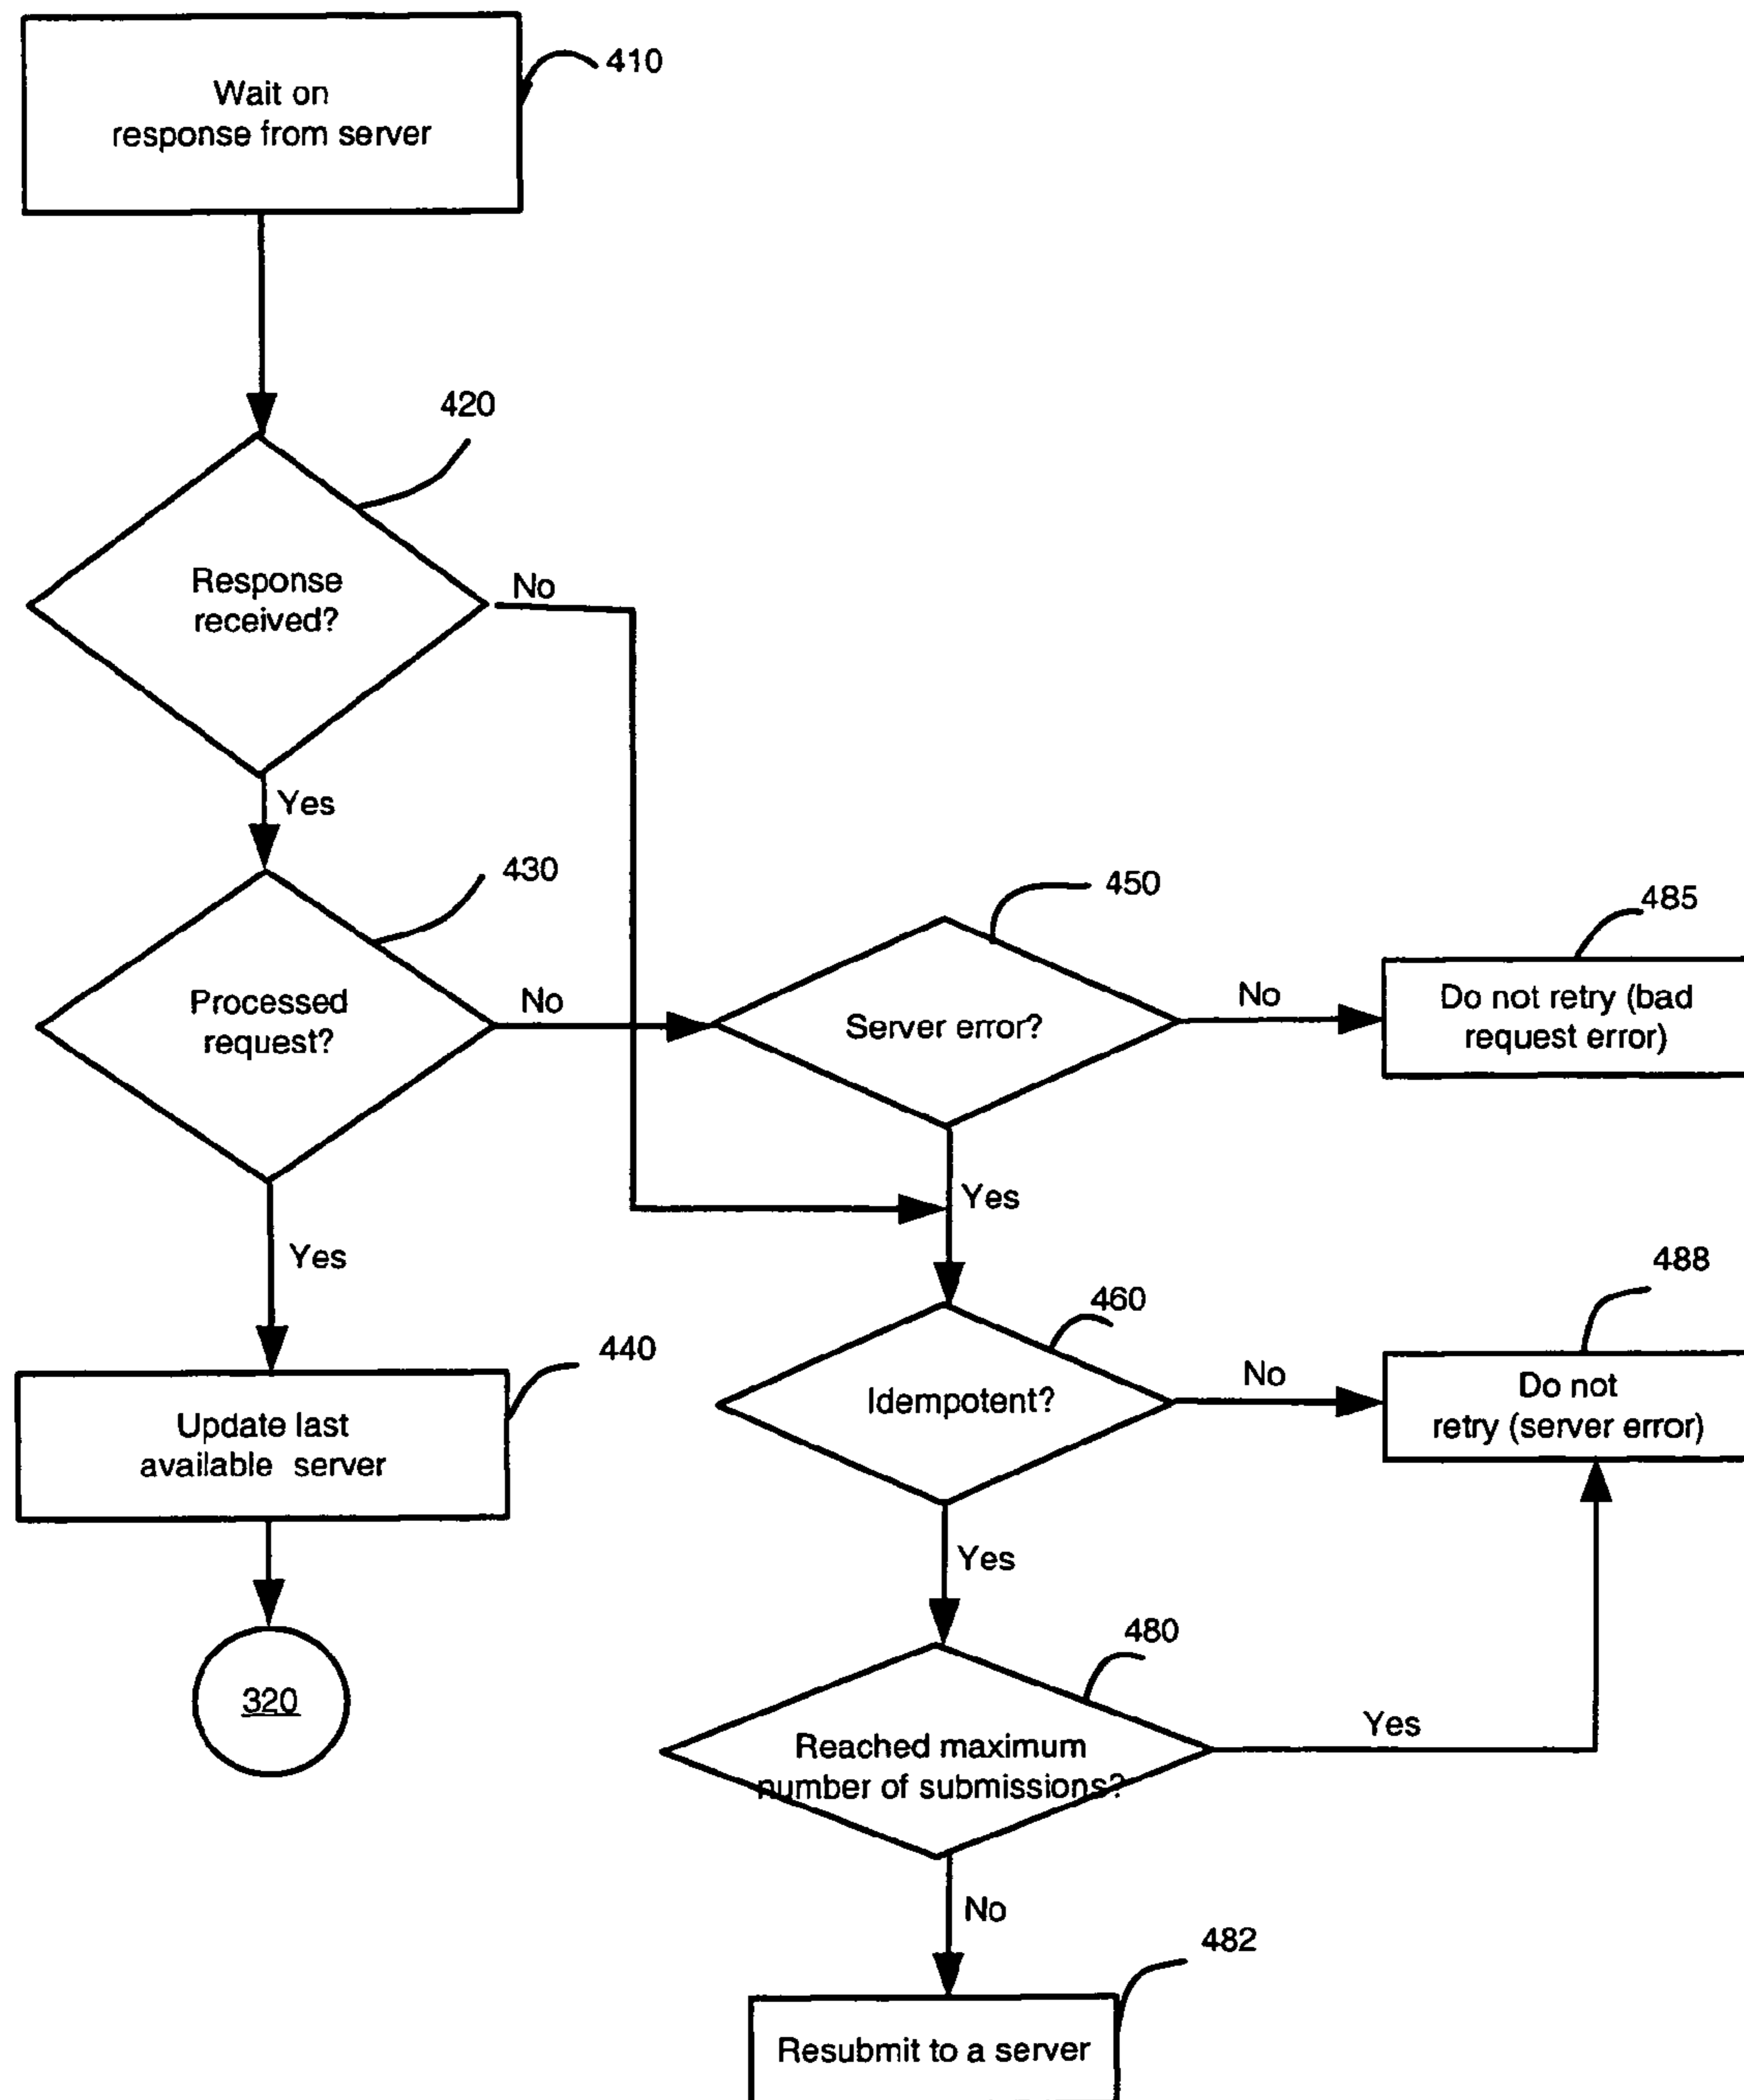 410
Wait on
response from server
420
Response
received?
No
Yes
430
Processed
request?
No
450
Server error?
No
485
Do not retry (bad
request error)
Yes
Yes
440
Update last
available server
320
460
Idempotent?
No
488
Do not
retry (server error)
Yes
480
Reached maximum
number of submissions?
Yes
No
482
Resubmit to a server